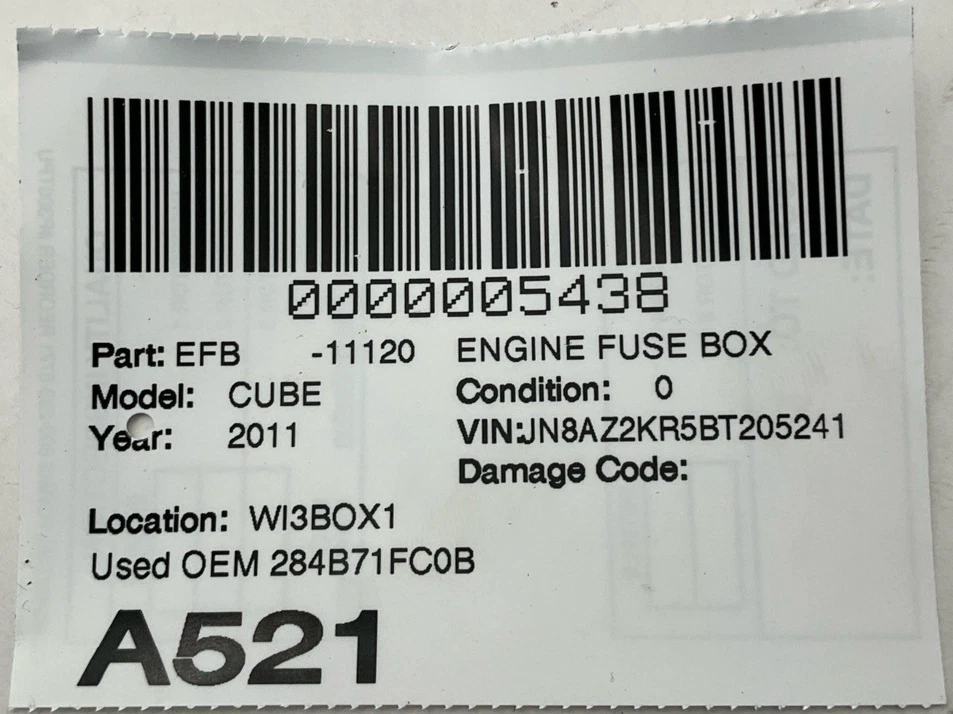 0000005438
Part: EFB -11120 ENGINE FUSE BOX
Model: CUBE Condition: 0
Year: 2011 VIN:JN8AZ2KR5BT205241
Damage Code:
Location: WI3BOX1
Used OEM 284B71FC0B
A521